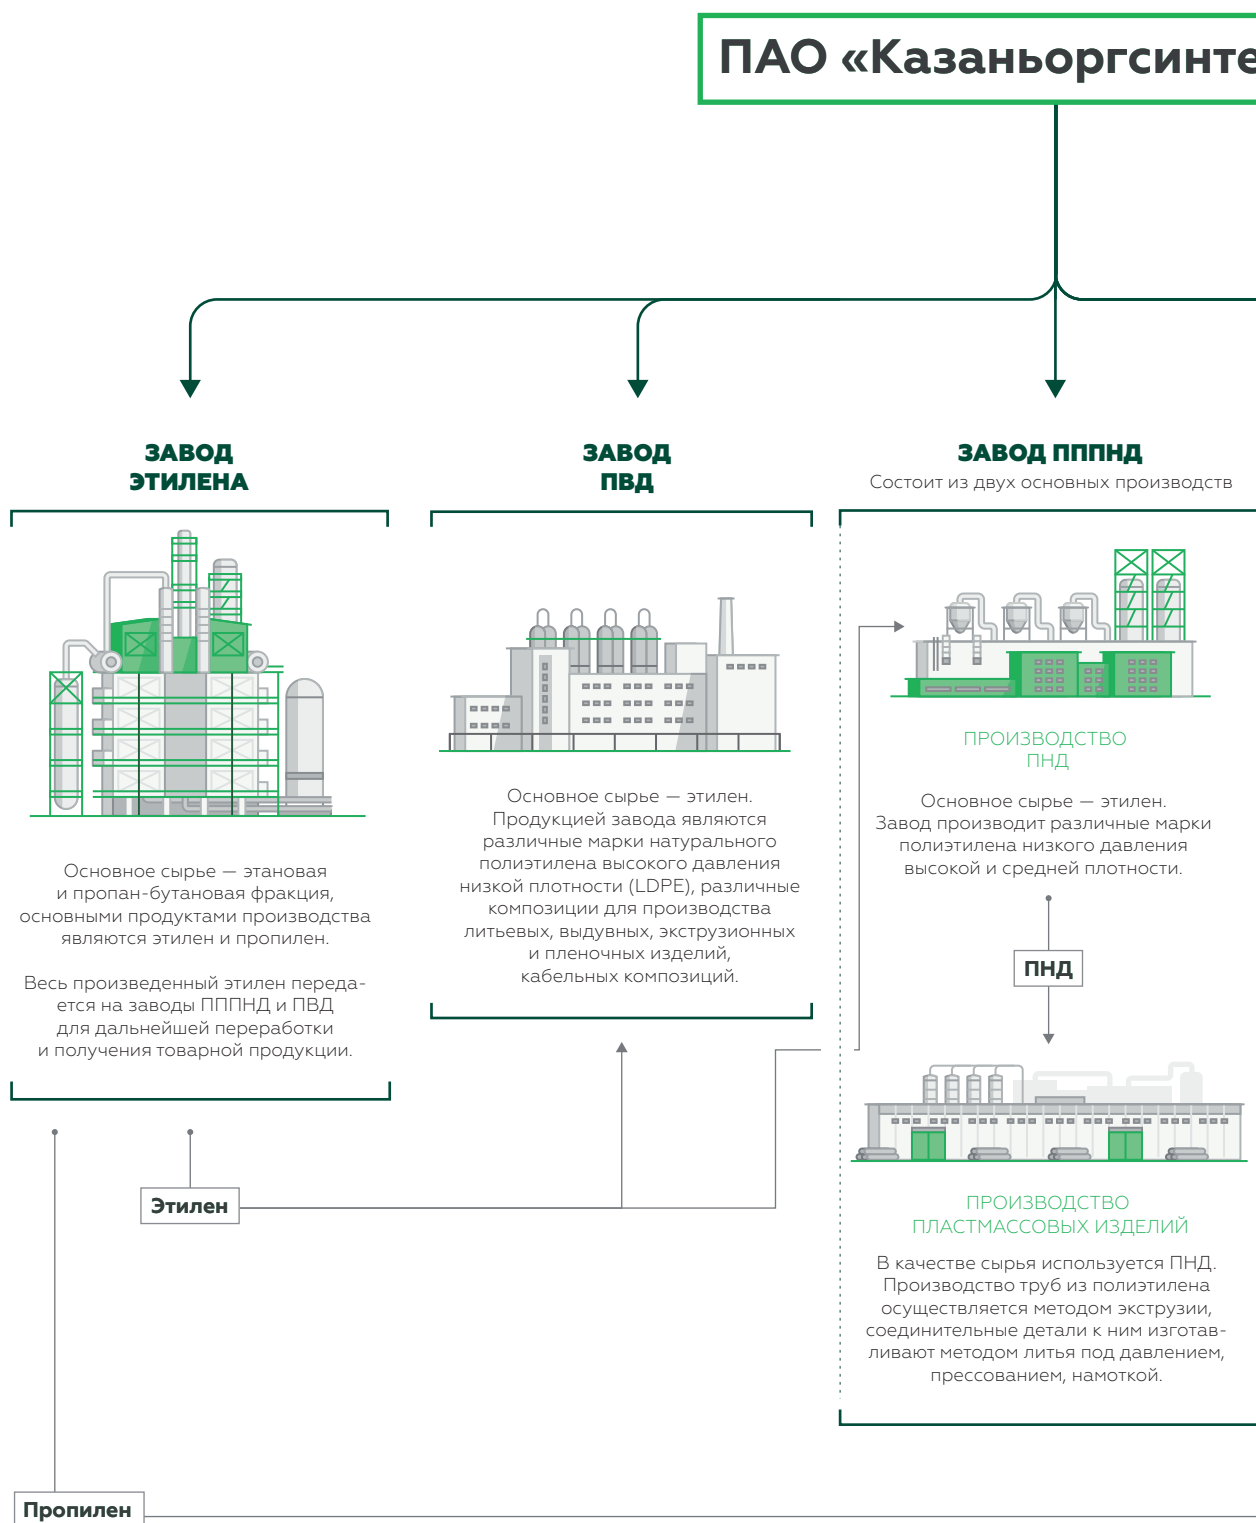 ПАО «Казаньоргсинте
ЗАВОД
ЭТИЛЕНА
Основное сырье — этановая
и пропан-бутановая фракция,
основными продуктами производства
являются этилен и пропилен.
Весь произведенный этилен переда-
ется на заводы ПППНД и ПВД
для дальнейшей переработки
и получения товарной продукции.
ЗАВОД
ПВД
Основное сырье — этилен.
Продукцией завода являются
различные марки натурального
полиэтилена высокого давления
низкой плотности (LDPE), различные
композиции для производства
литьевых, выдувных, экструзионных
и пленочных изделий,
кабельных композиций.
ЗАВОД ПППНД
Состоит из двух основных производств
ПРОИЗВОДСТВО
ПНД
Основное сырье — этилен.
Завод производит различные марки
полиэтилена низкого давления
высокой и средней плотности.
ПНД
ПРОИЗВОДСТВО
ПЛАСТМАССОВЫХ ИЗДЕЛИЙ
В качестве сырья используется ПНД.
Производство труб из полиэтилена
осуществляется методом экструзии,
соединительные детали к ним изготав-
ливают методом литья под давлением,
прессованием, намоткой.
Этилен
Пропилен